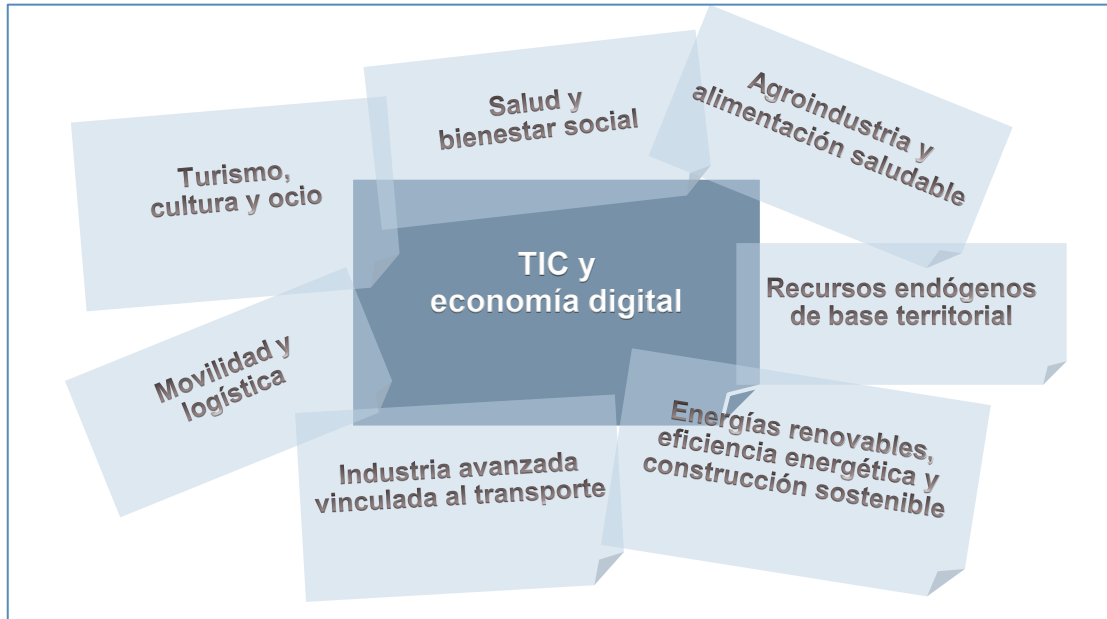 Salud y
bienestar social
Agroindustria y
alimentación saludable
Turismo,
cultura y ocio
TIC y
economía digital
Recursos endógenos
de base territorial
Movilidad y
logística
Industria avanzada
vinculada al transporte
Energías renovables,
eficiencia energética y
construcción sostenible